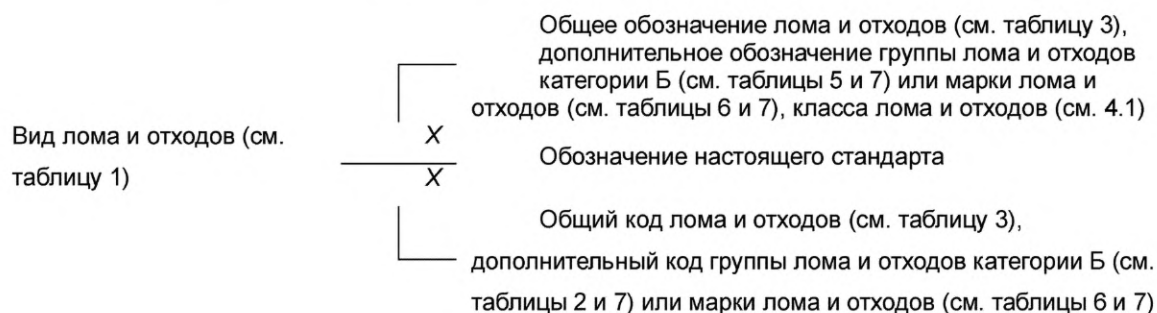 Общее обозначение лома и отходов (см. таблицу 3),
дополнительное обозначение группы лома и отходов
категории Б (см. таблицы 5 и 7) или марки лома и
отходов (см. таблицы 6 и 7), класса лома и отходов (см. 4.1)
Вид лома и отходов (см.
таблицу 1)
X
Обозначение настоящего стандарта
X
Общий код лома и отходов (см. таблицу 3),
дополнительный код группы лома и отходов категории Б (см.
таблицы 2 и 7) или марки лома и отходов (см. таблицы 6 и 7)